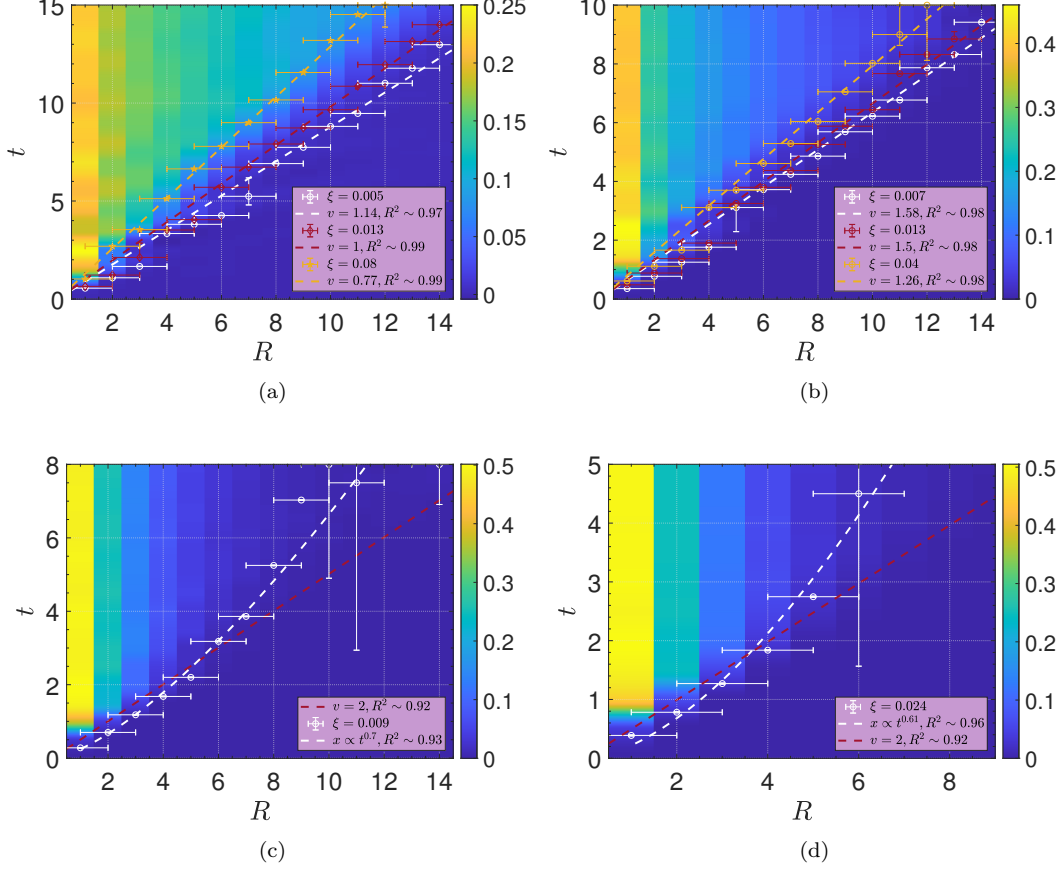 15
10
5
0
t
2 4 6 8 10 12 14
R
0.25
0.2
0.15
0.1
0.05
0
ξ = 0.005
v = 1.14, R² ∼ 0.97
ξ = 0.013
v = 1, R² ∼ 0.99
ξ = 0.08
v = 0.77, R² ∼ 0.99
(a)
10
8
6
4
2
0
t
2 4 6 8 10 12 14
R
0.4
0.3
0.2
0.1
0
ξ = 0.007
v = 1.58, R² ∼ 0.98
ξ = 0.013
v = 1.5, R² ∼ 0.98
ξ = 0.04
v = 1.26, R² ∼ 0.98
(b)
8
6
4
2
0
t
2 4 6 8 10 12 14
R
0.5
0.4
0.3
0.2
0.1
0
v = 2, R² ∼ 0.92
ξ = 0.009
x ∝ t^0.7, R² ∼ 0.93
(c)
5
4
3
2
1
0
t
2 4 6 8
R
0.5
0.4
0.3
0.2
0.1
0
ξ = 0.024
x ∝ t^0.61, R² ∼ 0.96
v = 2, R² ∼ 0.92
(d)